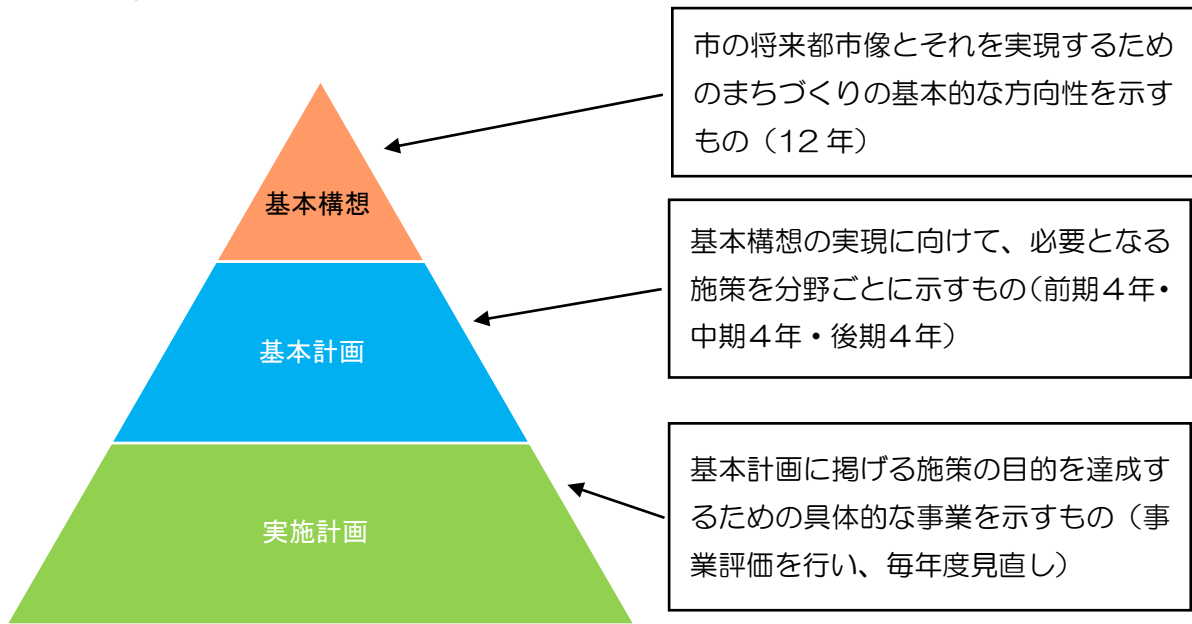 市の将来都市像とそれを実現するため
のまちづくりの基本的な方向性を示す
もの（12 年）
基本構想
基本構想の実現に向けて、必要となる
施策を分野ごとに示すもの（前期４年・
中期４年・後期４年）
基本計画
基本計画に掲げる施策の目的を達成す
るための具体的な事業を示すもの（事
業評価を行い、毎年度見直し）
実施計画